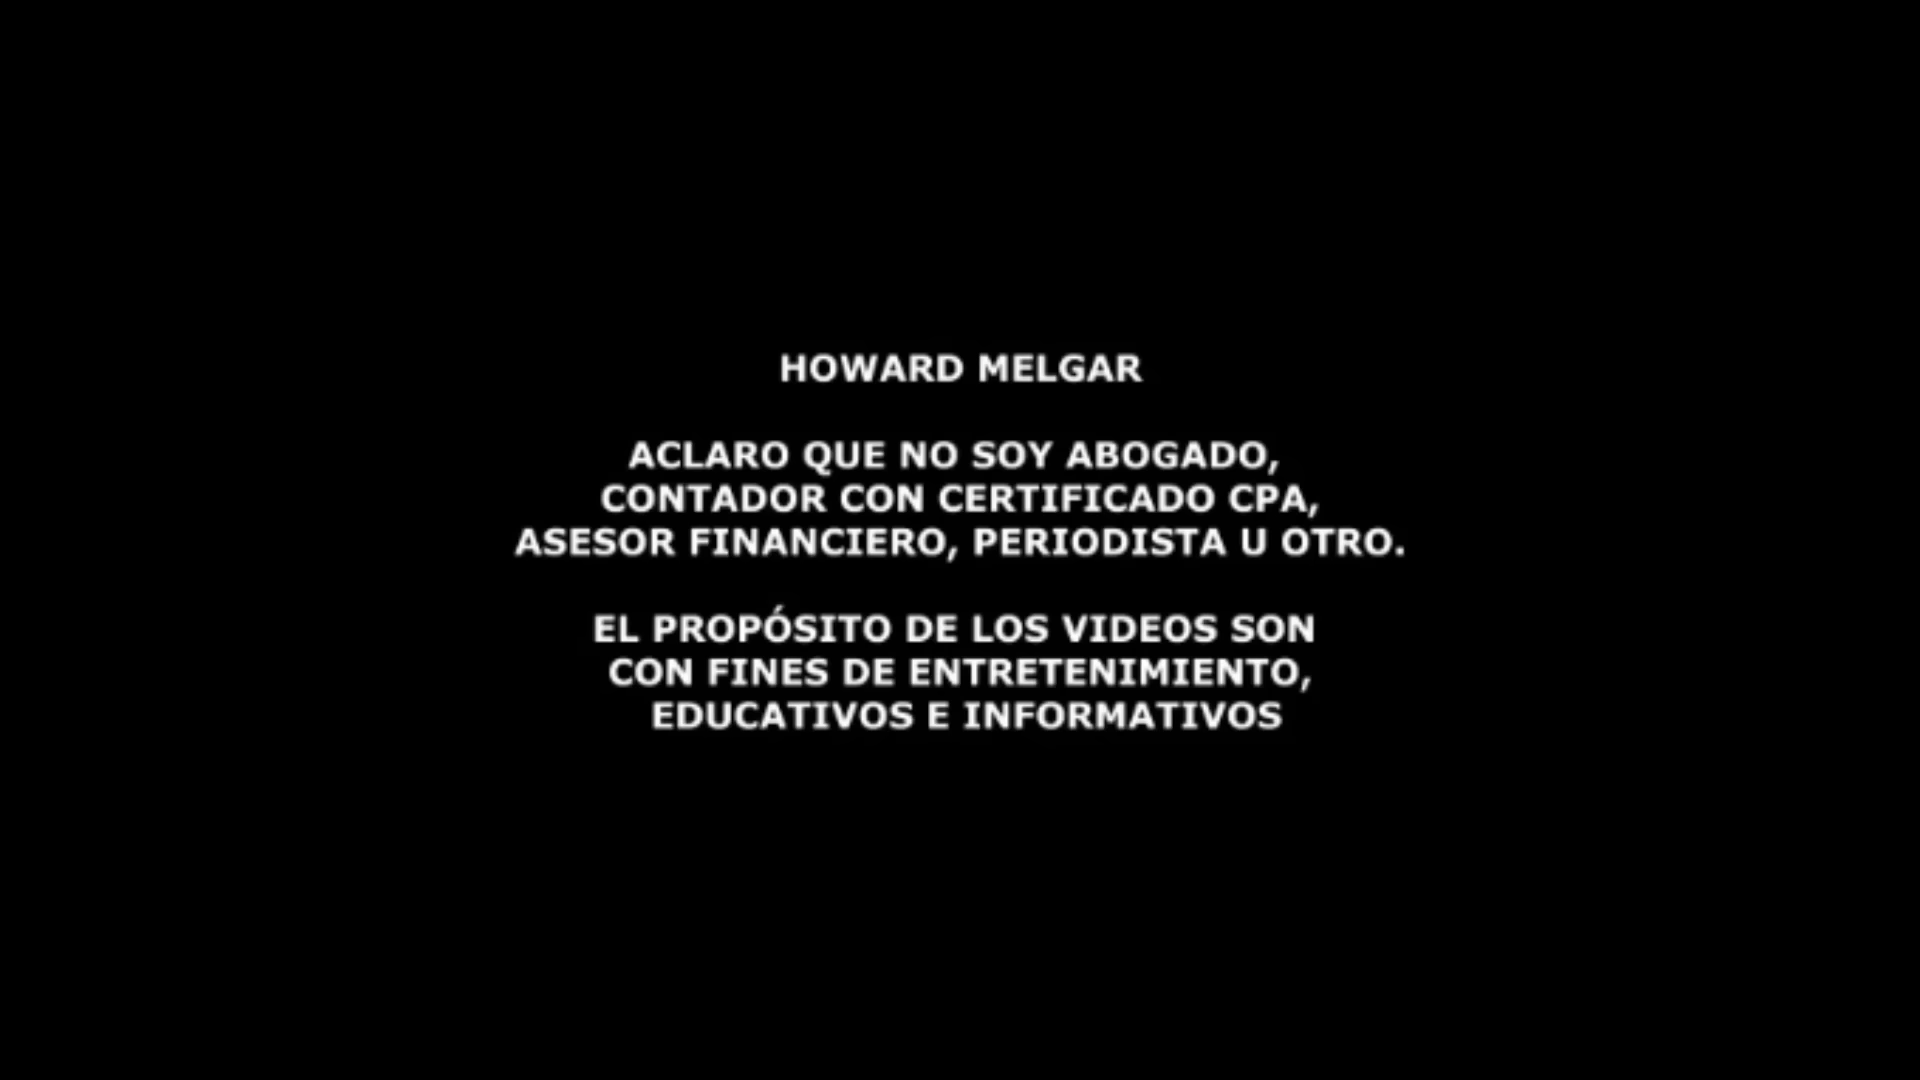 HOWARD MELGAR
ACLARO QUE NO SOY ABOGADO,
CONTADOR CON CERTIFICADO CPA,
ASESOR FINANCIERO, PERIODISTA U OTRO.
EL PROPÓSITO DE LOS VIDEOS SON
CON FINES DE ENTRETENIMIENTO,
EDUCATIVOS E INFORMATIVOS